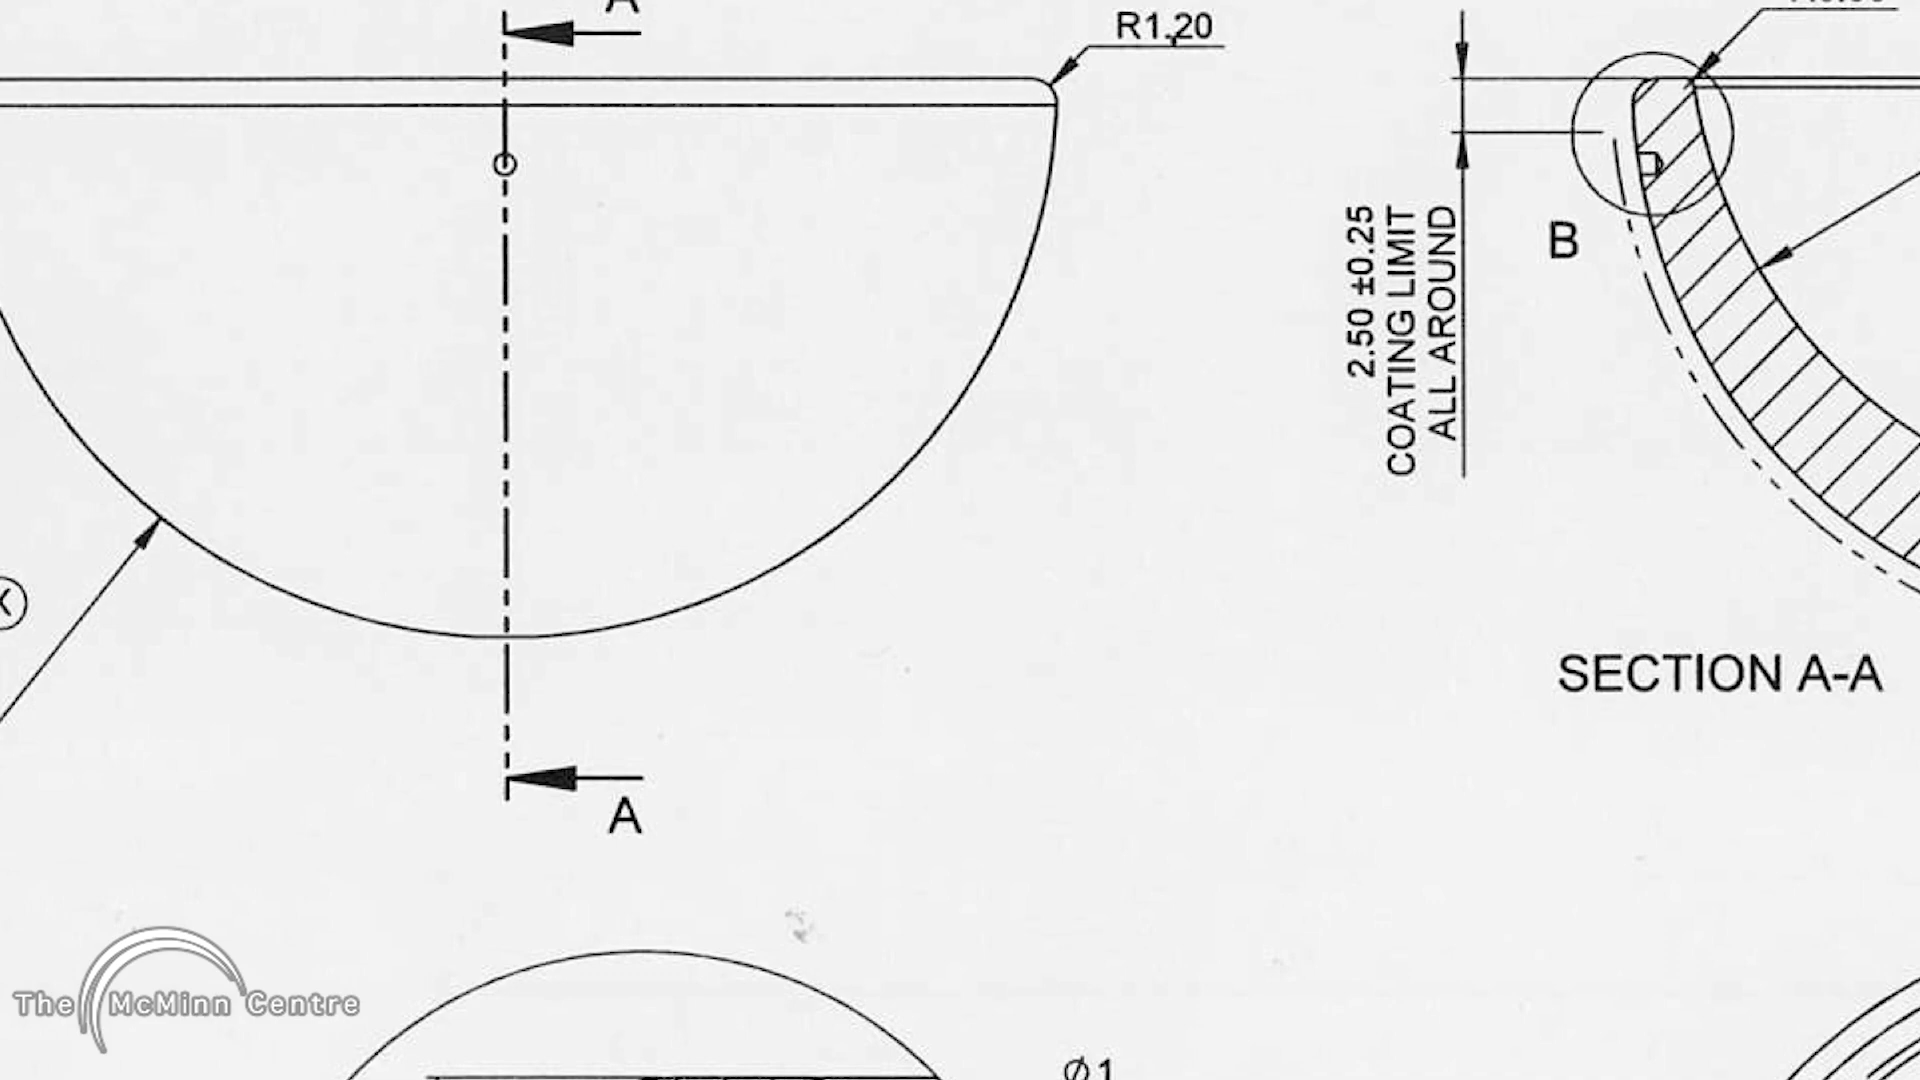 A
R1.20
2.50 ±0.25
COATING LIMIT
ALL AROUND
B
X
SECTION A-A
A
The McMinn Centre
Ø1